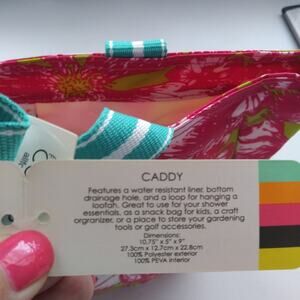 CADDY
Features a water resistant liner, bottom
drainage hole, and a loop for hanging a
loofah. Great to use for your shower
essentials, as a snack bag for kids, a craft
organizer, or a place to store your gardening
tools or golf accessories.
Dimensions:
10.75" x 5" x 9"
27.3cm x 12.7cm x 22.8cm
100% Polyester exterior
100% PEVA interior